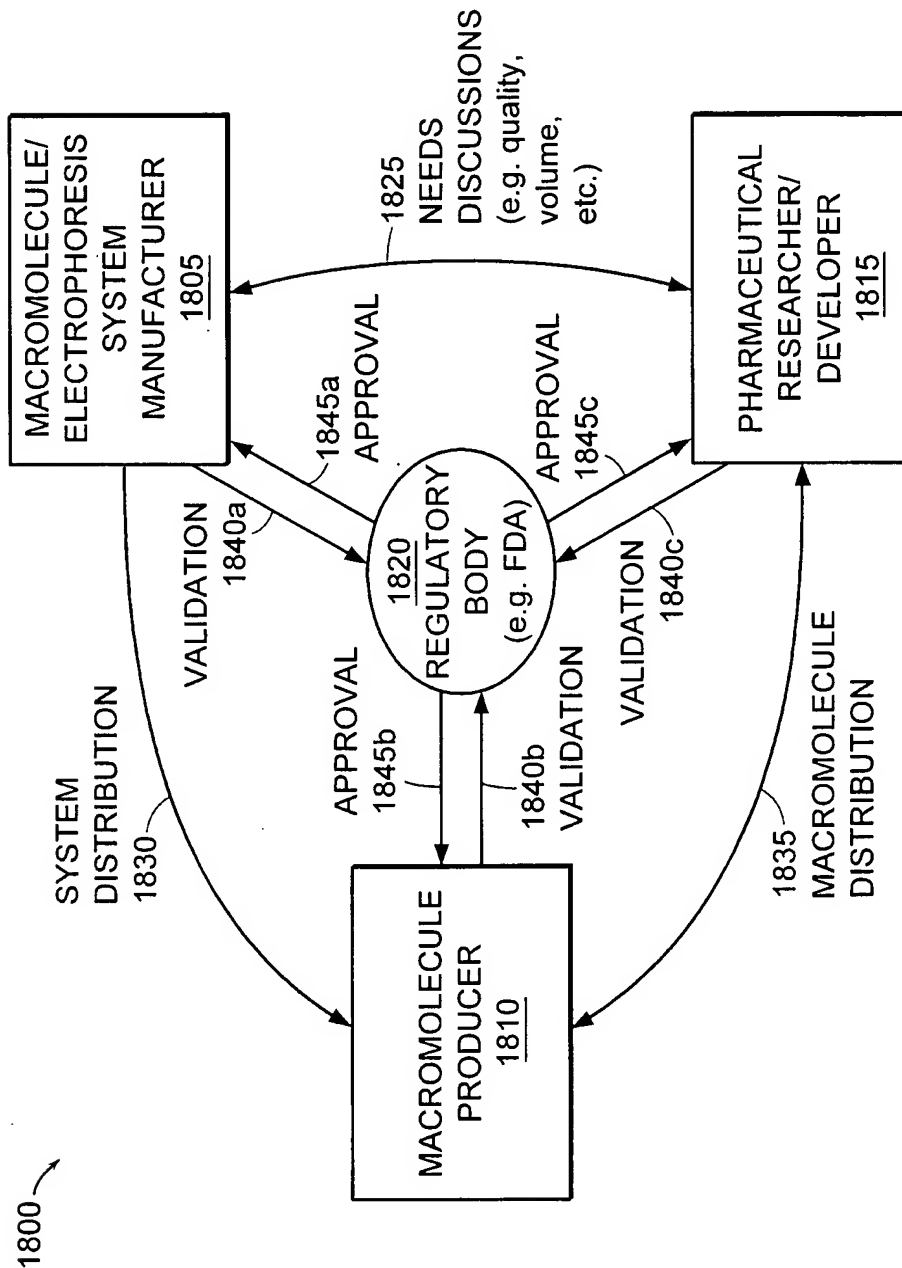 1800
MACROMOLECULE/
ELECTROPHORESIS
SYSTEM
MANUFACTURER
1805
SYSTEM
DISTRIBUTION
1830
VALIDATION
1840a
1845a
APPROVAL
1825
NEEDS
DISCUSSIONS
(e.g. quality,
volume,
etc.)
MACROMOLECULE
PRODUCER
1810
APPROVAL
1845b
1840b
VALIDATION
1820
REGULATORY
BODY
(e.g. FDA)
APPROVAL
1845c
VALIDATION
1840c
1835
MACROMOLECULE
DISTRIBUTION
PHARMACEUTICAL
RESEARCHER/
DEVELOPER
1815